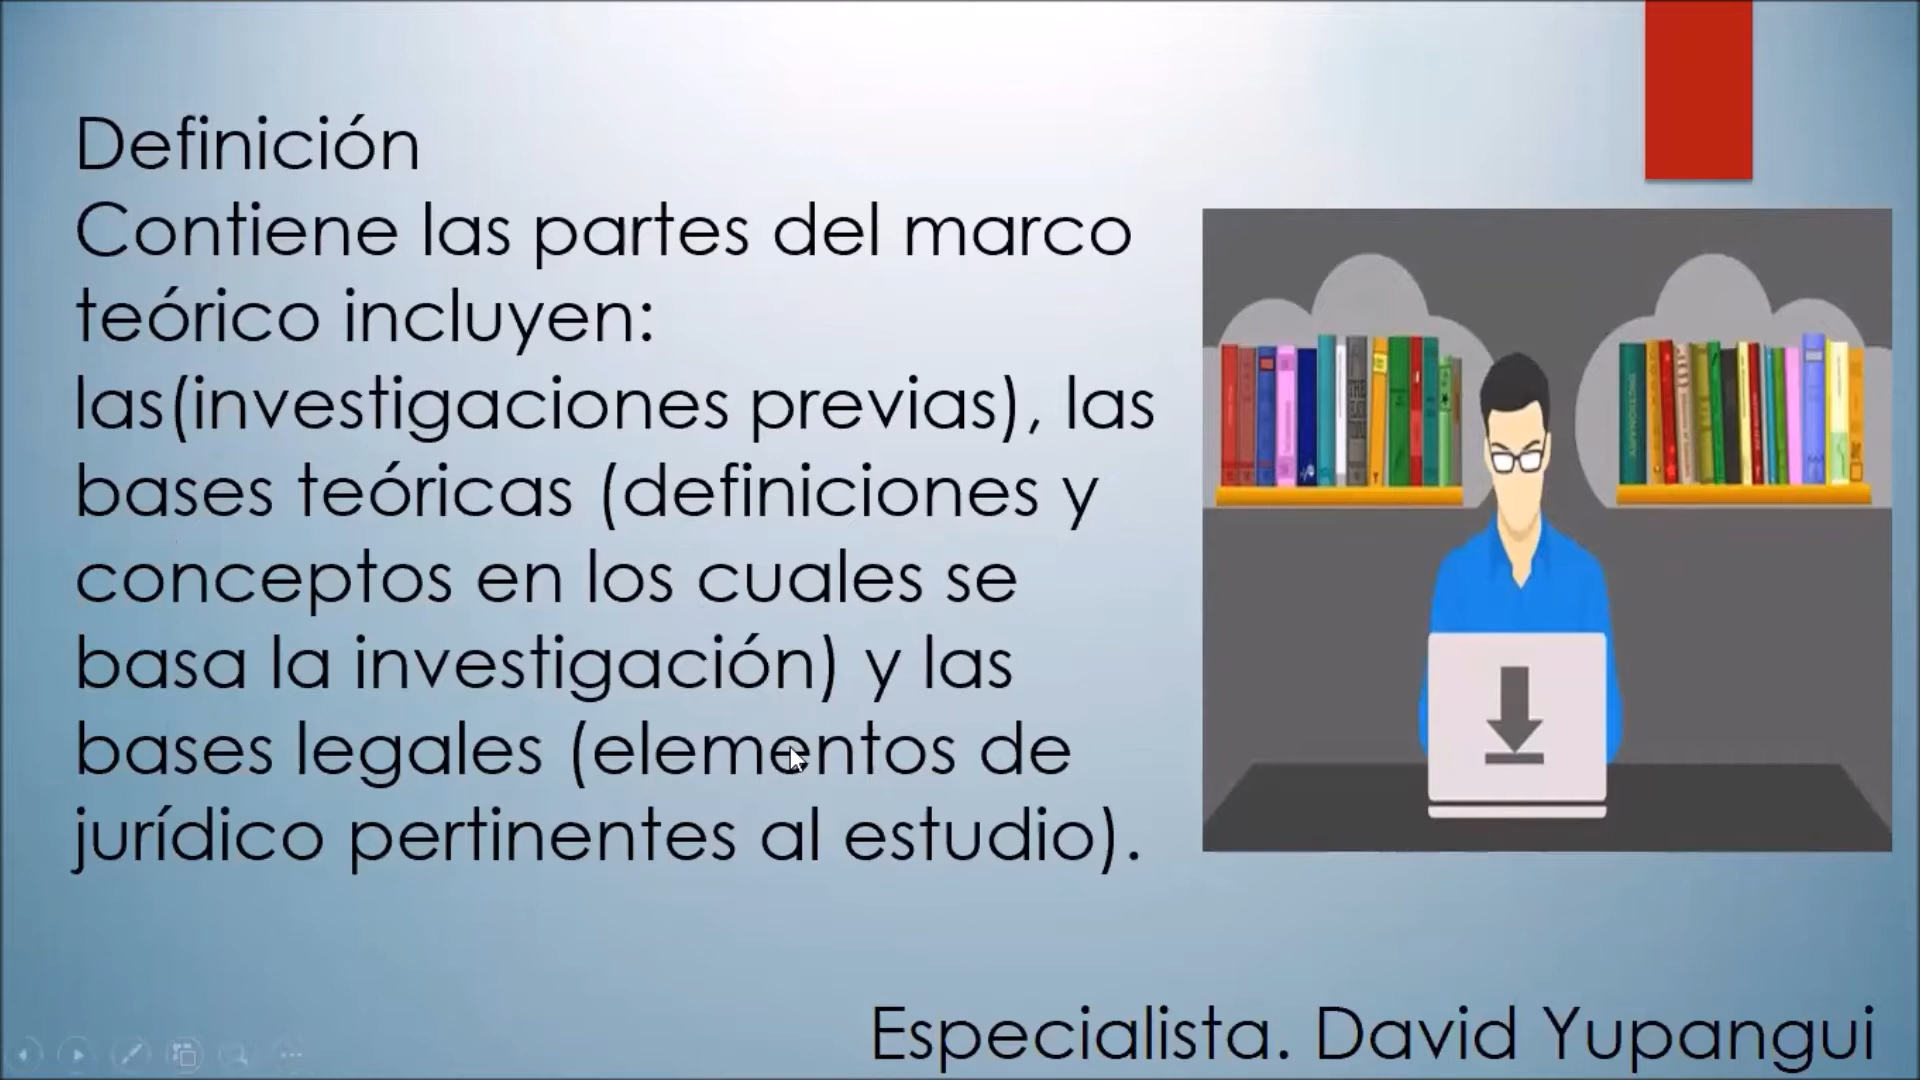 Definición
Contiene las partes del marco
teórico incluyen:
las(investigaciones previas), las
bases teóricas (definiciones y
conceptos en los cuales se
basa la investigación) y las
bases legales (elementos de
jurídico pertinentes al estudio).
DICTIONARY
Especialista. David Yupangui